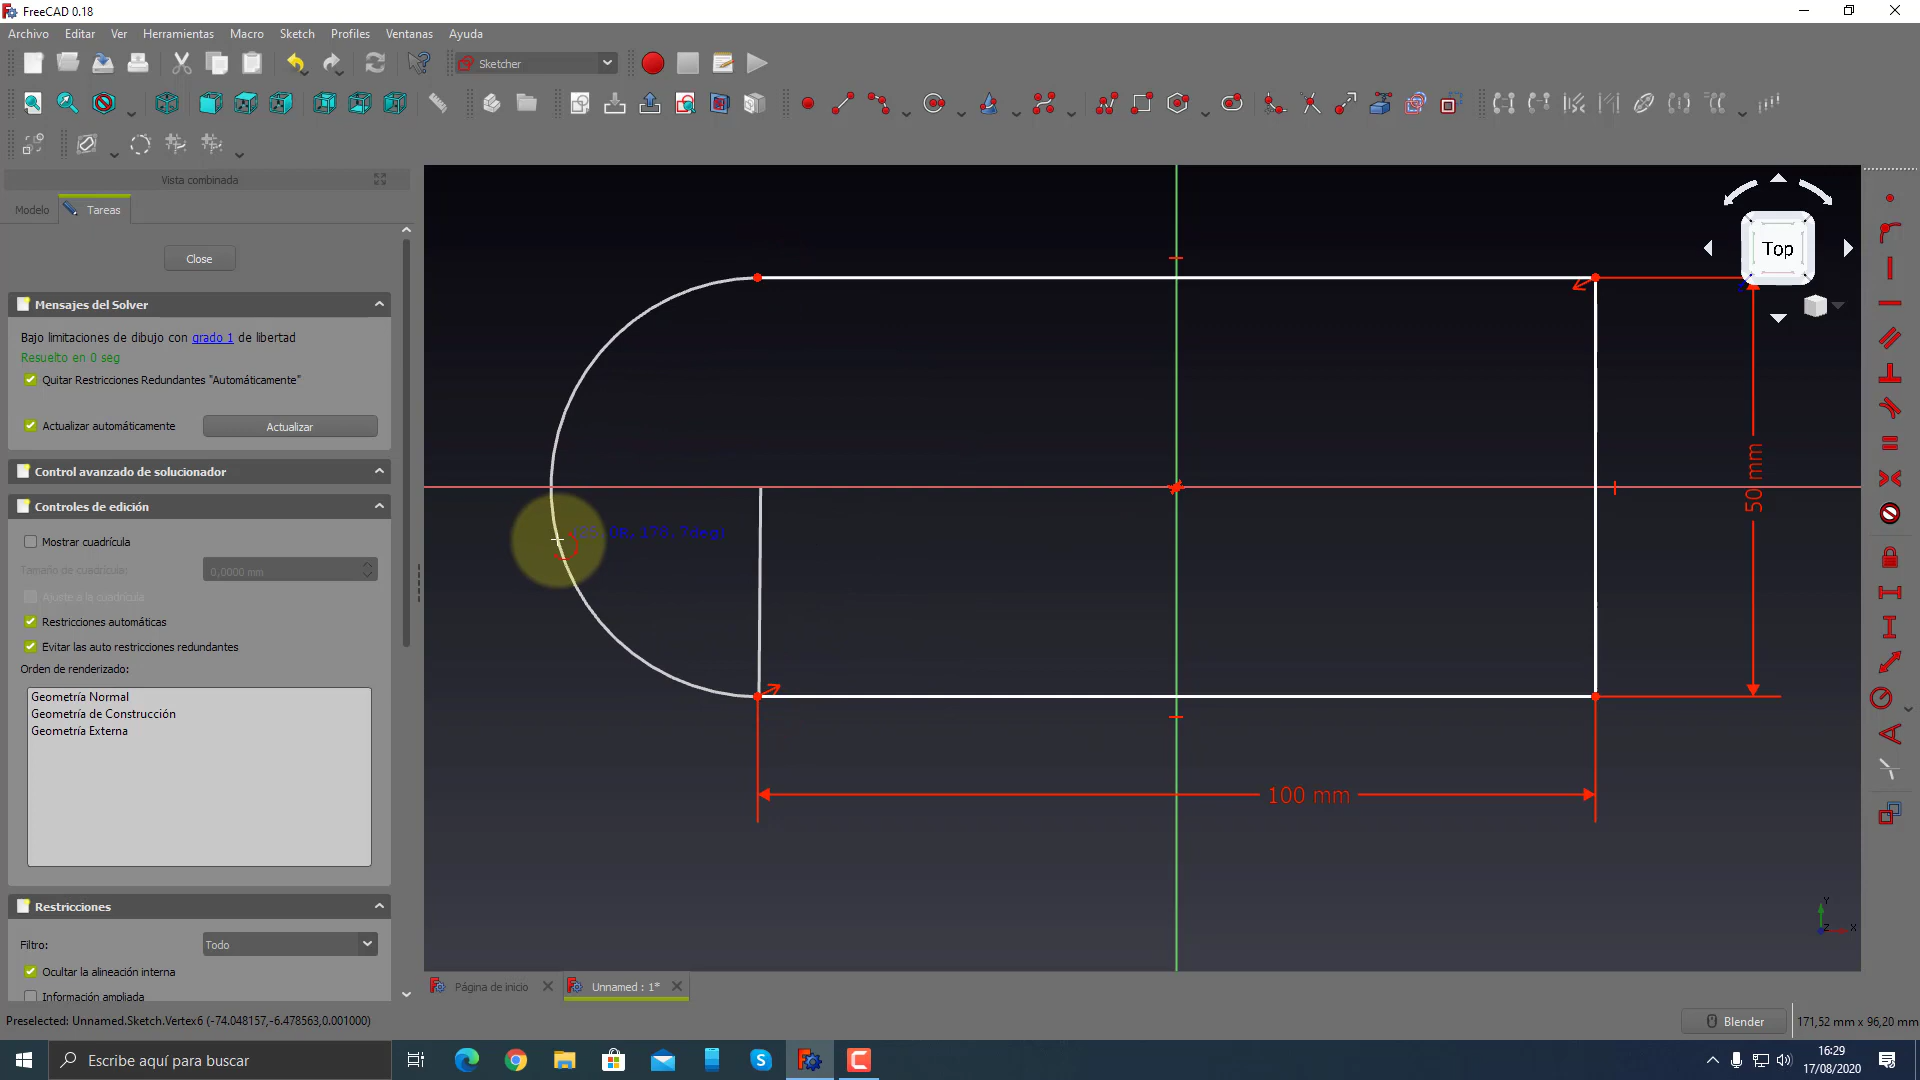 FreeCAD 0.18
Archivo Editar Ver Herramientas Macro Sketch Profiles Ventanas Ayuda
Sketcher
Vista combinada
Modelo Tareas
Close
Mensajes del Solver
Bajo limitaciones de dibujo con grado 1 de libertad
Resuelto en 0 seg
Quitar Restricciones Redundantes "Automáticamente"
Actualizar automáticamente Actualizar
Control avanzado de solucionador
Controles de edición
Mostrar cuadrícula
Tamaño de cuadrícula: 0,0000 mm
Ajuste a la cuadrícula
Restricciones automáticas
Evitar las auto restricciones redundantes
Orden de renderizado:
Geometría Normal
Geometría de Construcción
Geometría Externa
Restricciones
Filtro: Todo
Ocultar la alineación interna
Información ampliada
Top
50 mm
100 mm
Y
Z X
Página de inicio
Unnamed : 1*
Preselected: Unnamed.Sketch.Vertex6 (-74.048157,-6.478563,0.001000)
Blender
171,52 mm x 96,20 mm
Escribe aquí para buscar
16:29
17/08/2020